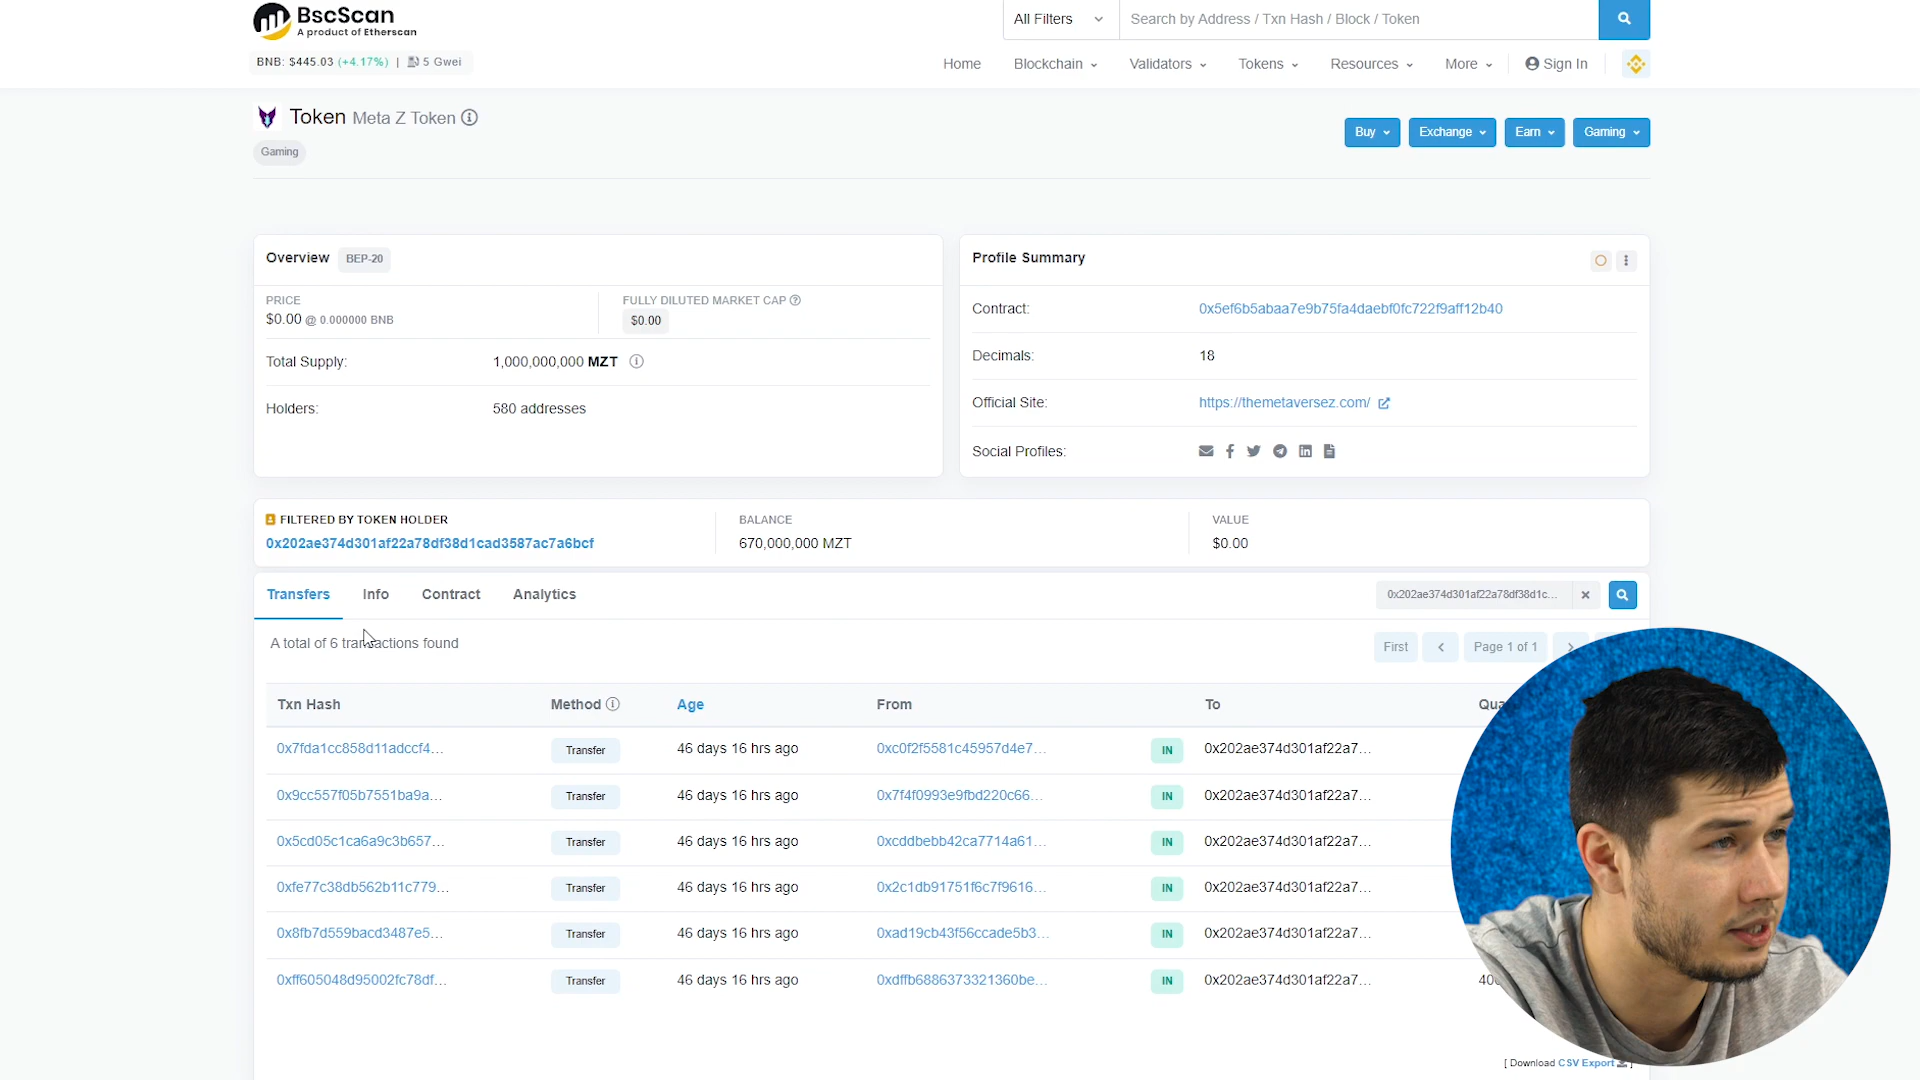 BscScan
A product of Etherscan
All Filters
Search by Address / Txn Hash / Block / Token
BNB: $445.03 (+4.17%) | 5 Gwei
Home Blockchain Validators Tokens Resources More Sign In
Token Meta Z Token
Gaming
Buy Exchange Earn Gaming
Overview BEP-20
PRICE
$0.00 @ 0.000000 BNB
FULLY DILUTED MARKET CAP
$0.00
Total Supply: 1,000,000,000 MZT
Holders: 580 addresses
Profile Summary
Contract: 0x5ef6b5abaa7e9b75fa4daebf0fc722f9aff12b40
Decimals: 18
Official Site: https://themetaversez.com/
Social Profiles:
FILTERED BY TOKEN HOLDER
0x202ae374d301af22a78df38d1cad3587ac7a6bcf
BALANCE
670,000,000 MZT
VALUE
$0.00
Transfers Info Contract Analytics
0x202ae374d301af22a78df38d1c...
A total of 6 transactions found
First < Page 1 of 1 >
Txn Hash Method Age From To
0x7fda1cc858d11adccf4... Transfer 46 days 16 hrs ago 0xc0f2f5581c45957d4e7... IN 0x202ae374d301af22a7...
0x9cc557f05b7551ba9a... Transfer 46 days 16 hrs ago 0x7f4f0993e9fbd220c66... IN 0x202ae374d301af22a7...
0x5cd05c1ca6a9c3b657... Transfer 46 days 16 hrs ago 0xcddbebb42ca7714a61... IN 0x202ae374d301af22a7...
0xfe77c38db562b11c779... Transfer 46 days 16 hrs ago 0x2c1db91751f6c7f9616... IN 0x202ae374d301af22a7...
0x8fb7d559bacd3487e5... Transfer 46 days 16 hrs ago 0xad19cb43f56ccade5b3... IN 0x202ae374d301af22a7...
0xff605048d95002fc78df... Transfer 46 days 16 hrs ago 0xdffb6886373321360be... IN 0x202ae374d301af22a7...
[ Download CSV Export ]